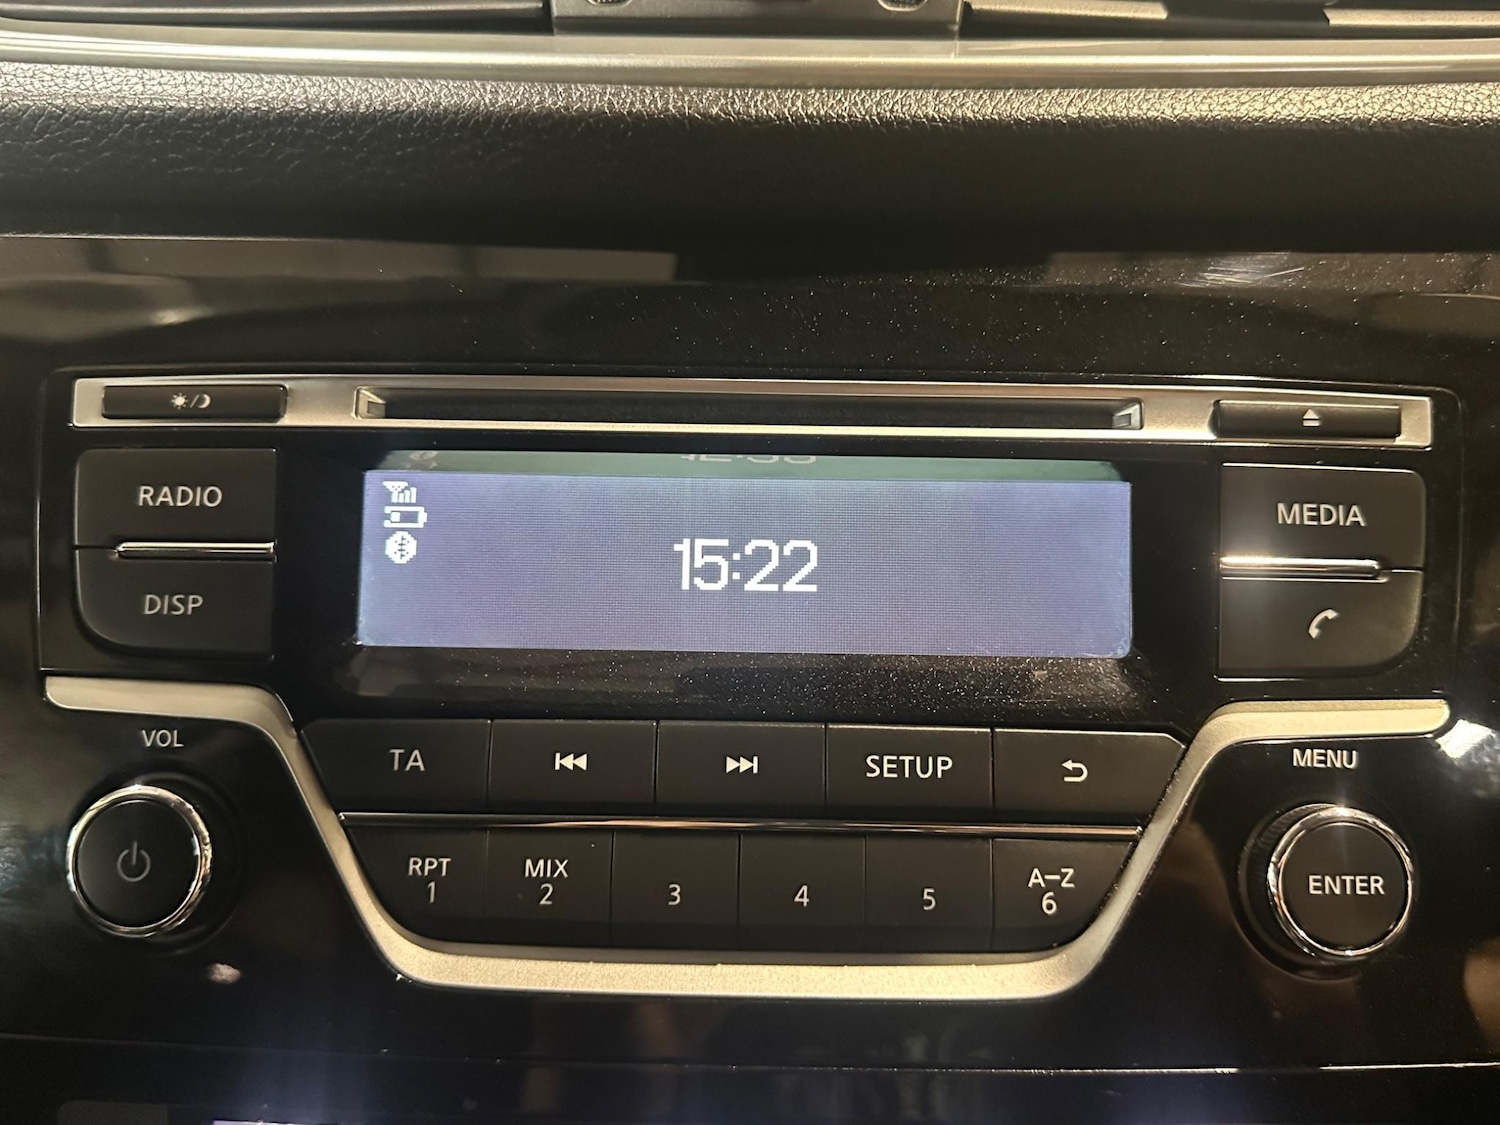 RADIO
MEDIA
15:22
DISP
VOL
TA
SETUP
MENU
RPT
1
MIX
2
3
4
5
A-Z
6
ENTER